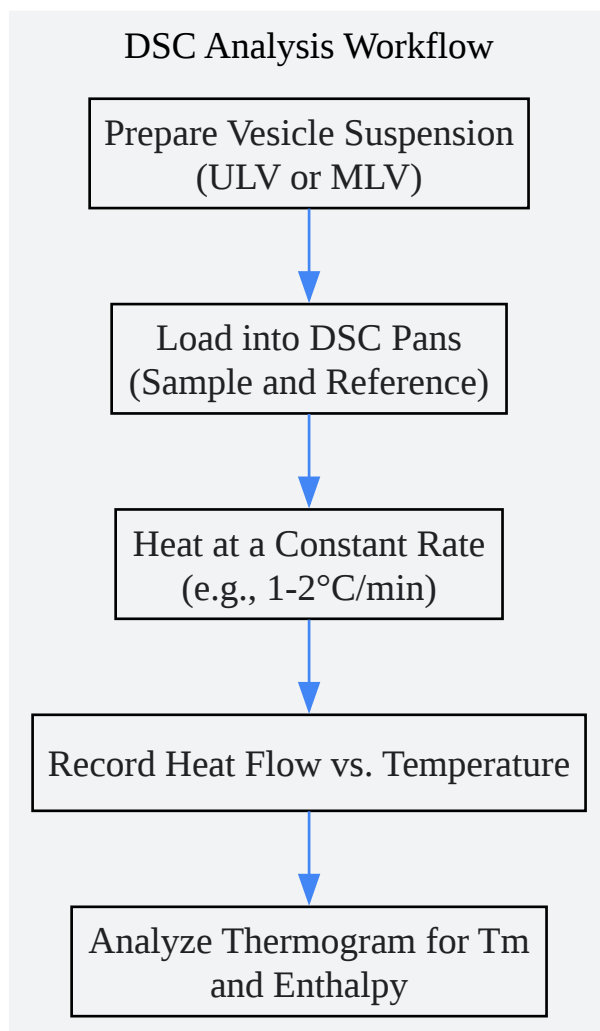 DSC Analysis Workflow
Prepare Vesicle Suspension
(ULV or MLV)
Load into DSC Pans
(Sample and Reference)
Heat at a Constant Rate
(e.g., 1-2°C/min)
Record Heat Flow vs. Temperature
Analyze Thermogram for Tm
and Enthalpy